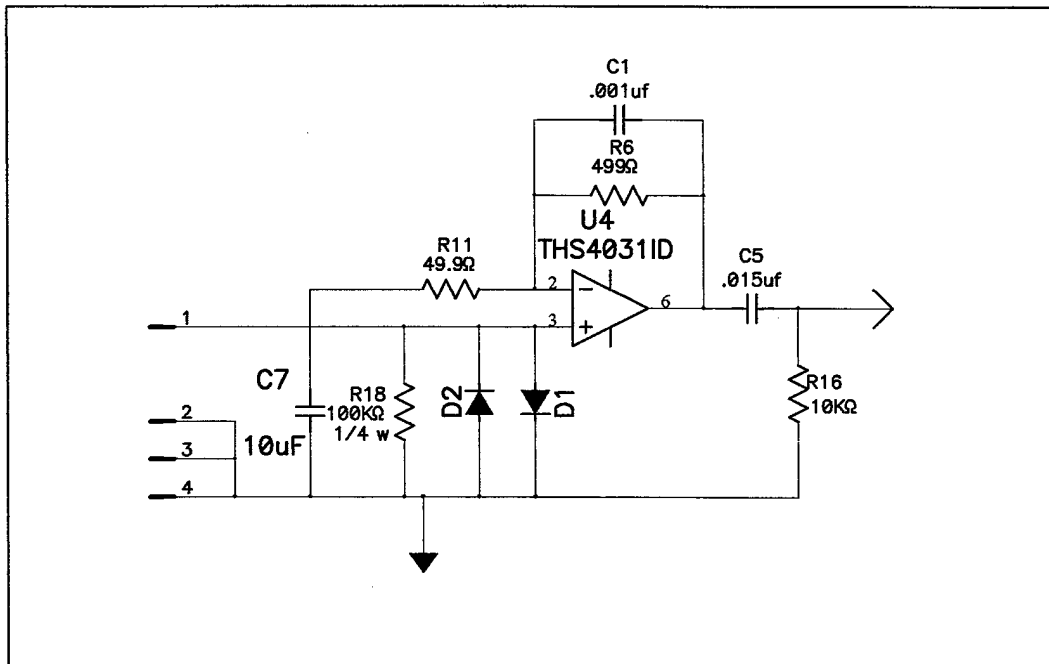 C1
.001uf
R6
499Ω
U4
THS4031ID
R11
49.9Ω
C5
.015uf
2
3
6
1
C7
R18
100KΩ
1/4 w
D2
D1
R16
10KΩ
2
10uF
3
4